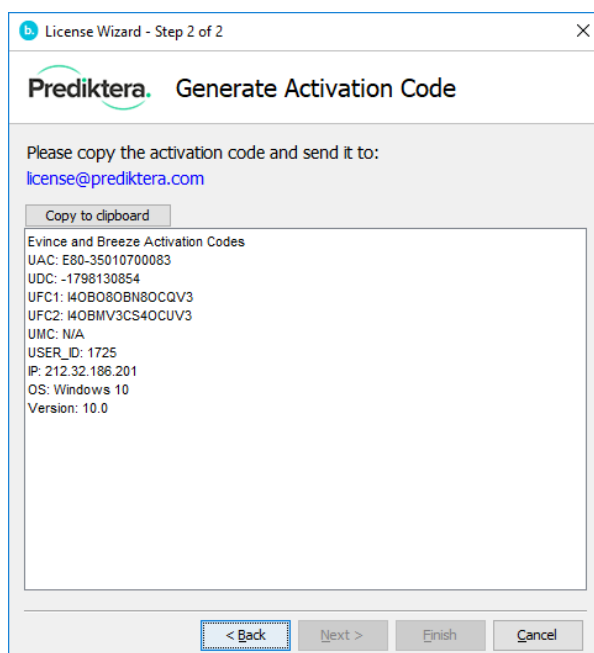 b.
License Wizard - Step 2 of 2
Prediktera.
Generate Activation Code
Please copy the activation code and send it to:
license@prediktera.com
Copy to clipboard
Evince and Breeze Activation Codes
UAC: E80-35010700083
UDC: -1798130854
UFC1: I4OBO8OBN8OCQV3
UFC2: I4OBMV3CS4OCUV3
UMC: N/A
USER_ID: 1725
IP: 212.32.186.201
OS: Windows 10
Version: 10.0
< Back
Next >
Finish
Cancel